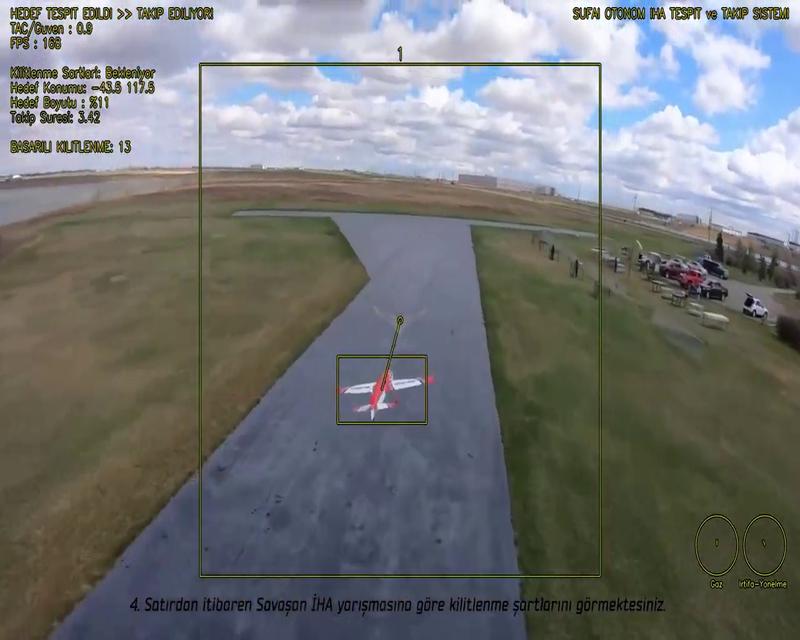 HEDEF TESPIT EDILDI >> TAKIP EDILIYOR!
TAC/Guven : 0.9
FPS : 168
Kilitlenme Sartlari: Bekleniyor
Hedef Konumu: -43.5 117.5
Hedef Boyutu : %11
Takip Suresi: 3.42
BASARILI KILITLENME: 13
SUFAI OTONOM IHA TESPIT ve TAKIP SISTEMI
1
Gaz
Irtifa-Yonelme
4. Satırdan itibaren Savaşan İHA yarışmasına göre kilitlenme şartlarını görmektesiniz.